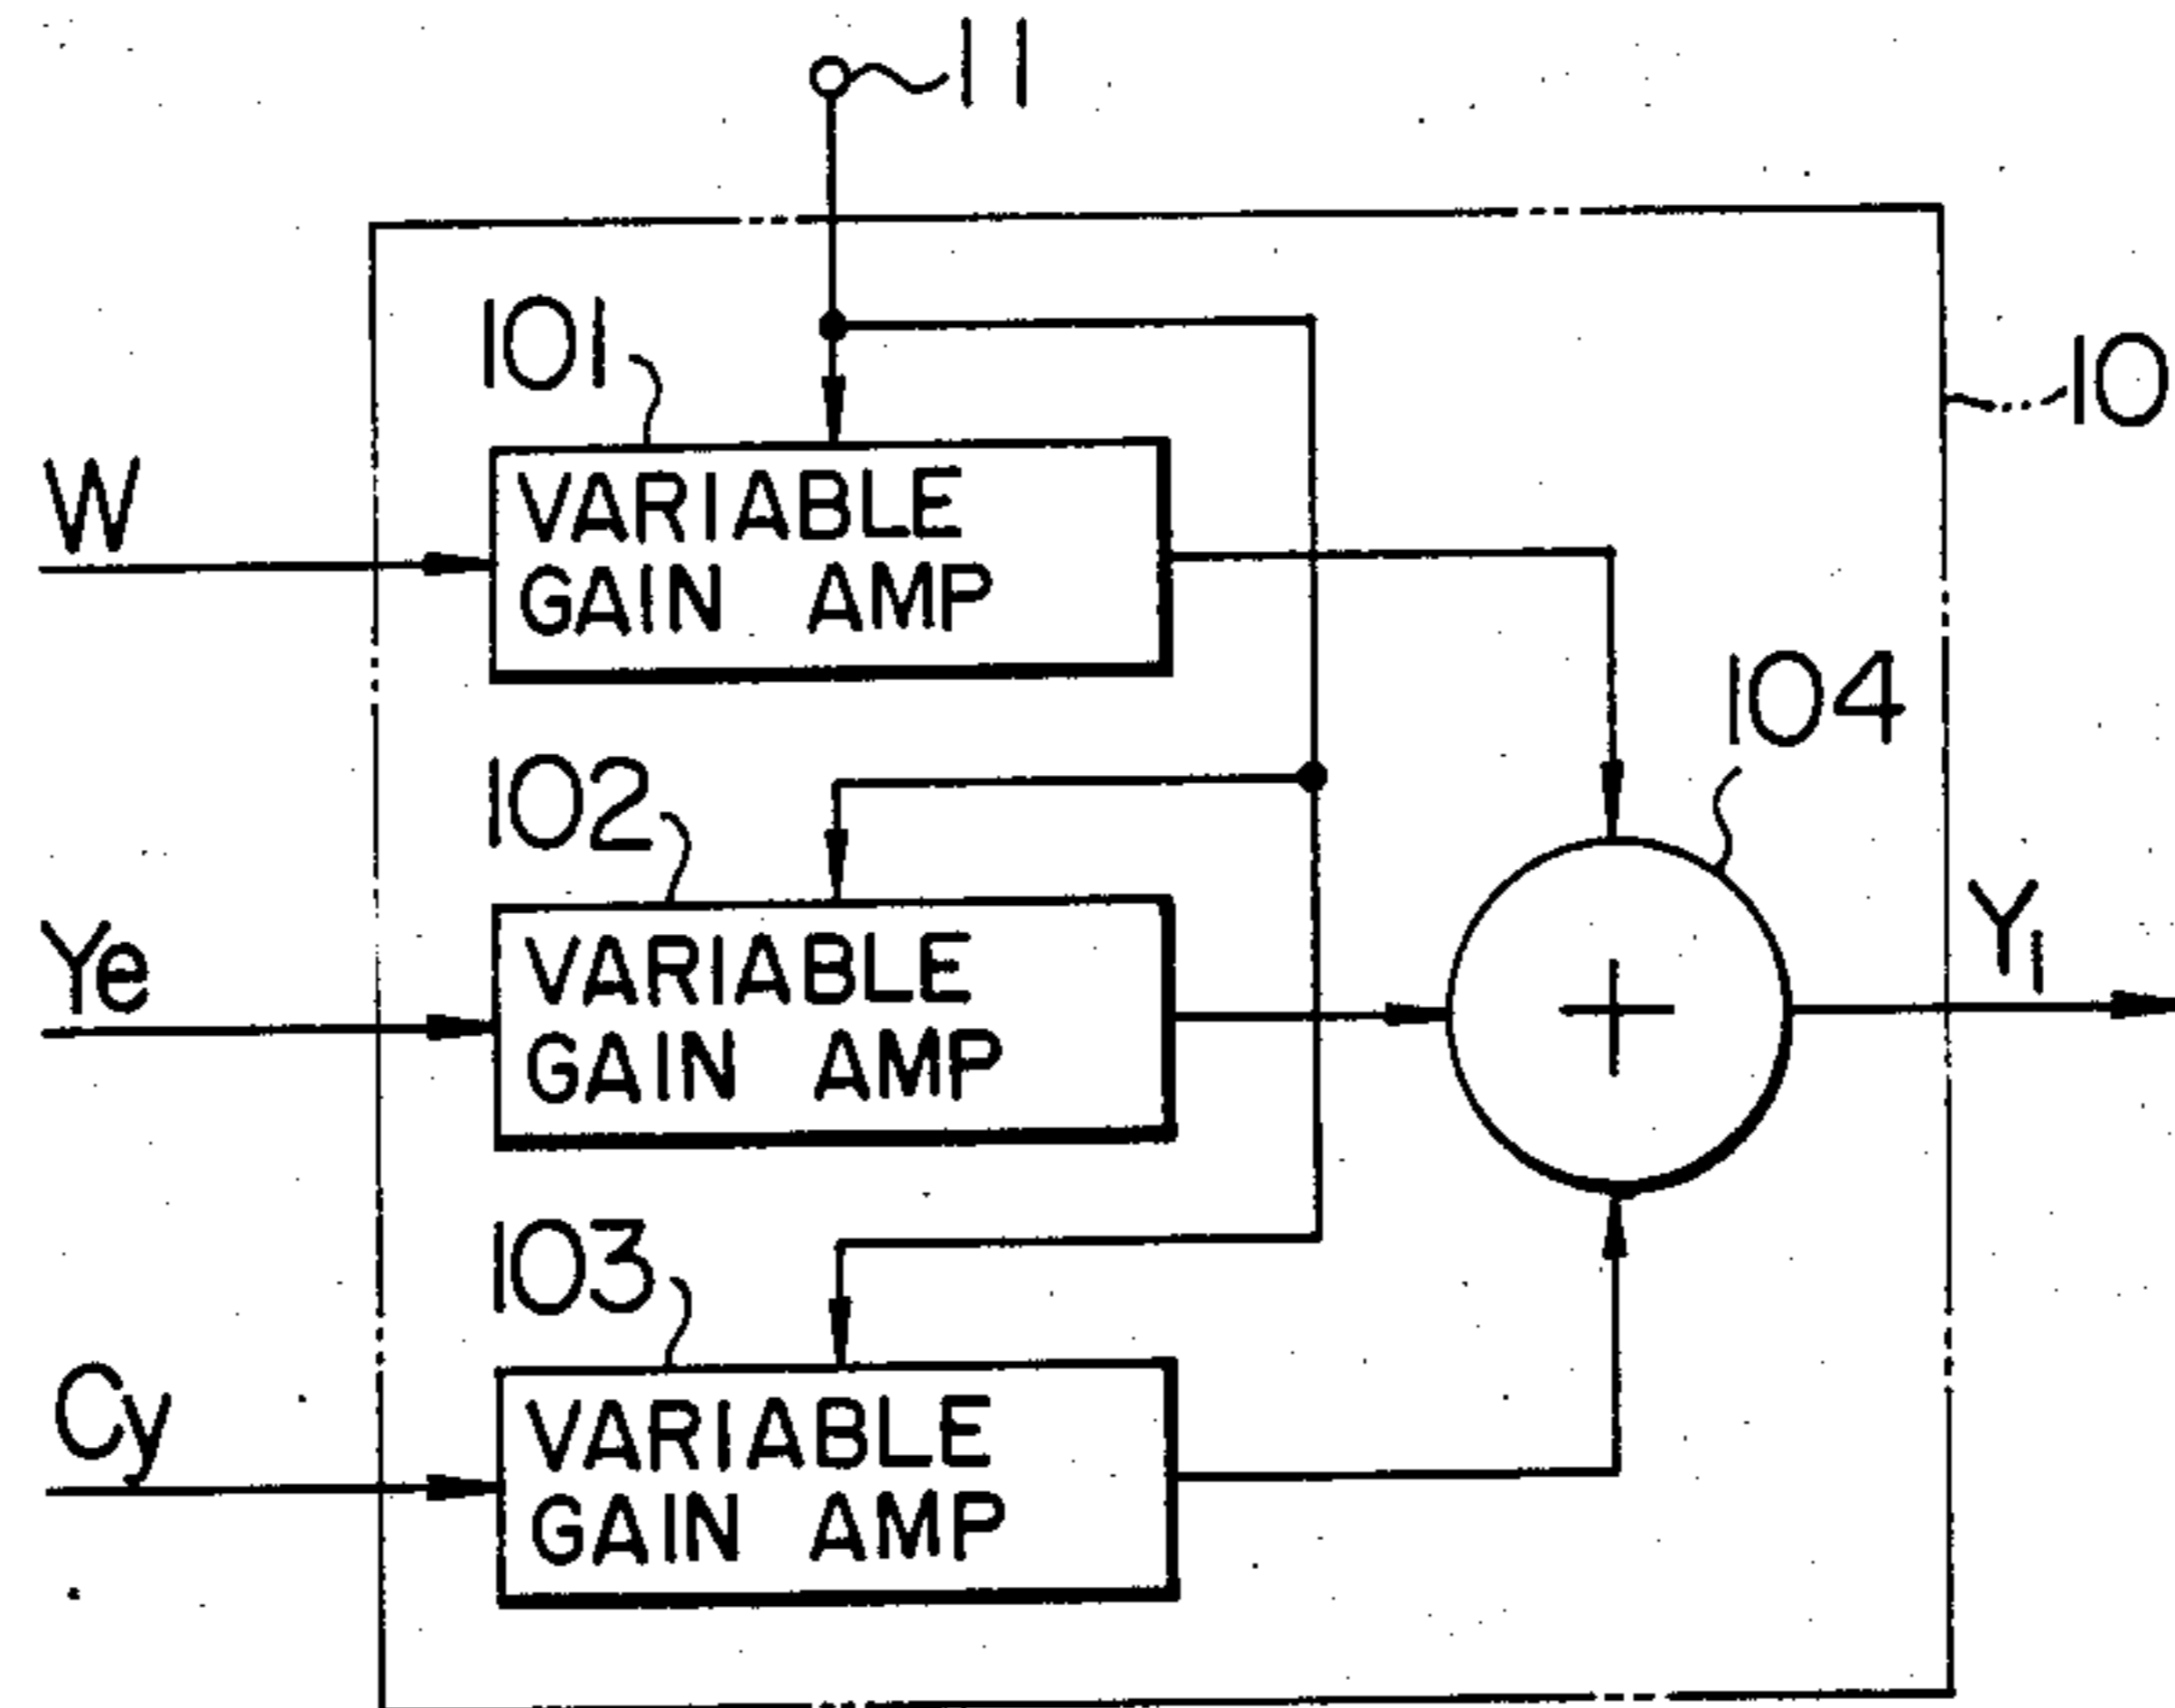 11
101
10
W
VARIABLE
GAIN AMP
104
102
Ye
Y1
VARIABLE
GAIN AMP
103
Cy
VARIABLE
GAIN AMP